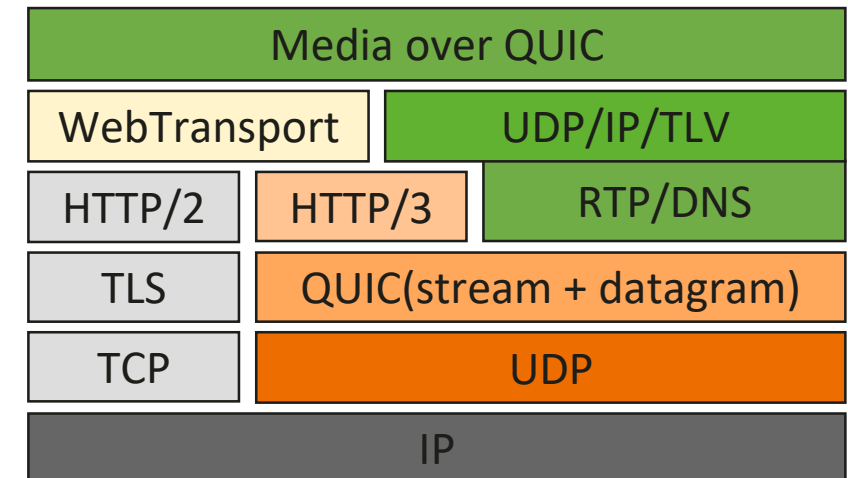 Media over QUIC
WebTransport
UDP/IP/TLV
HTTP/2
HTTP/3
RTP/DNS
TLS
QUIC(stream + datagram)
TCP
UDP
IP